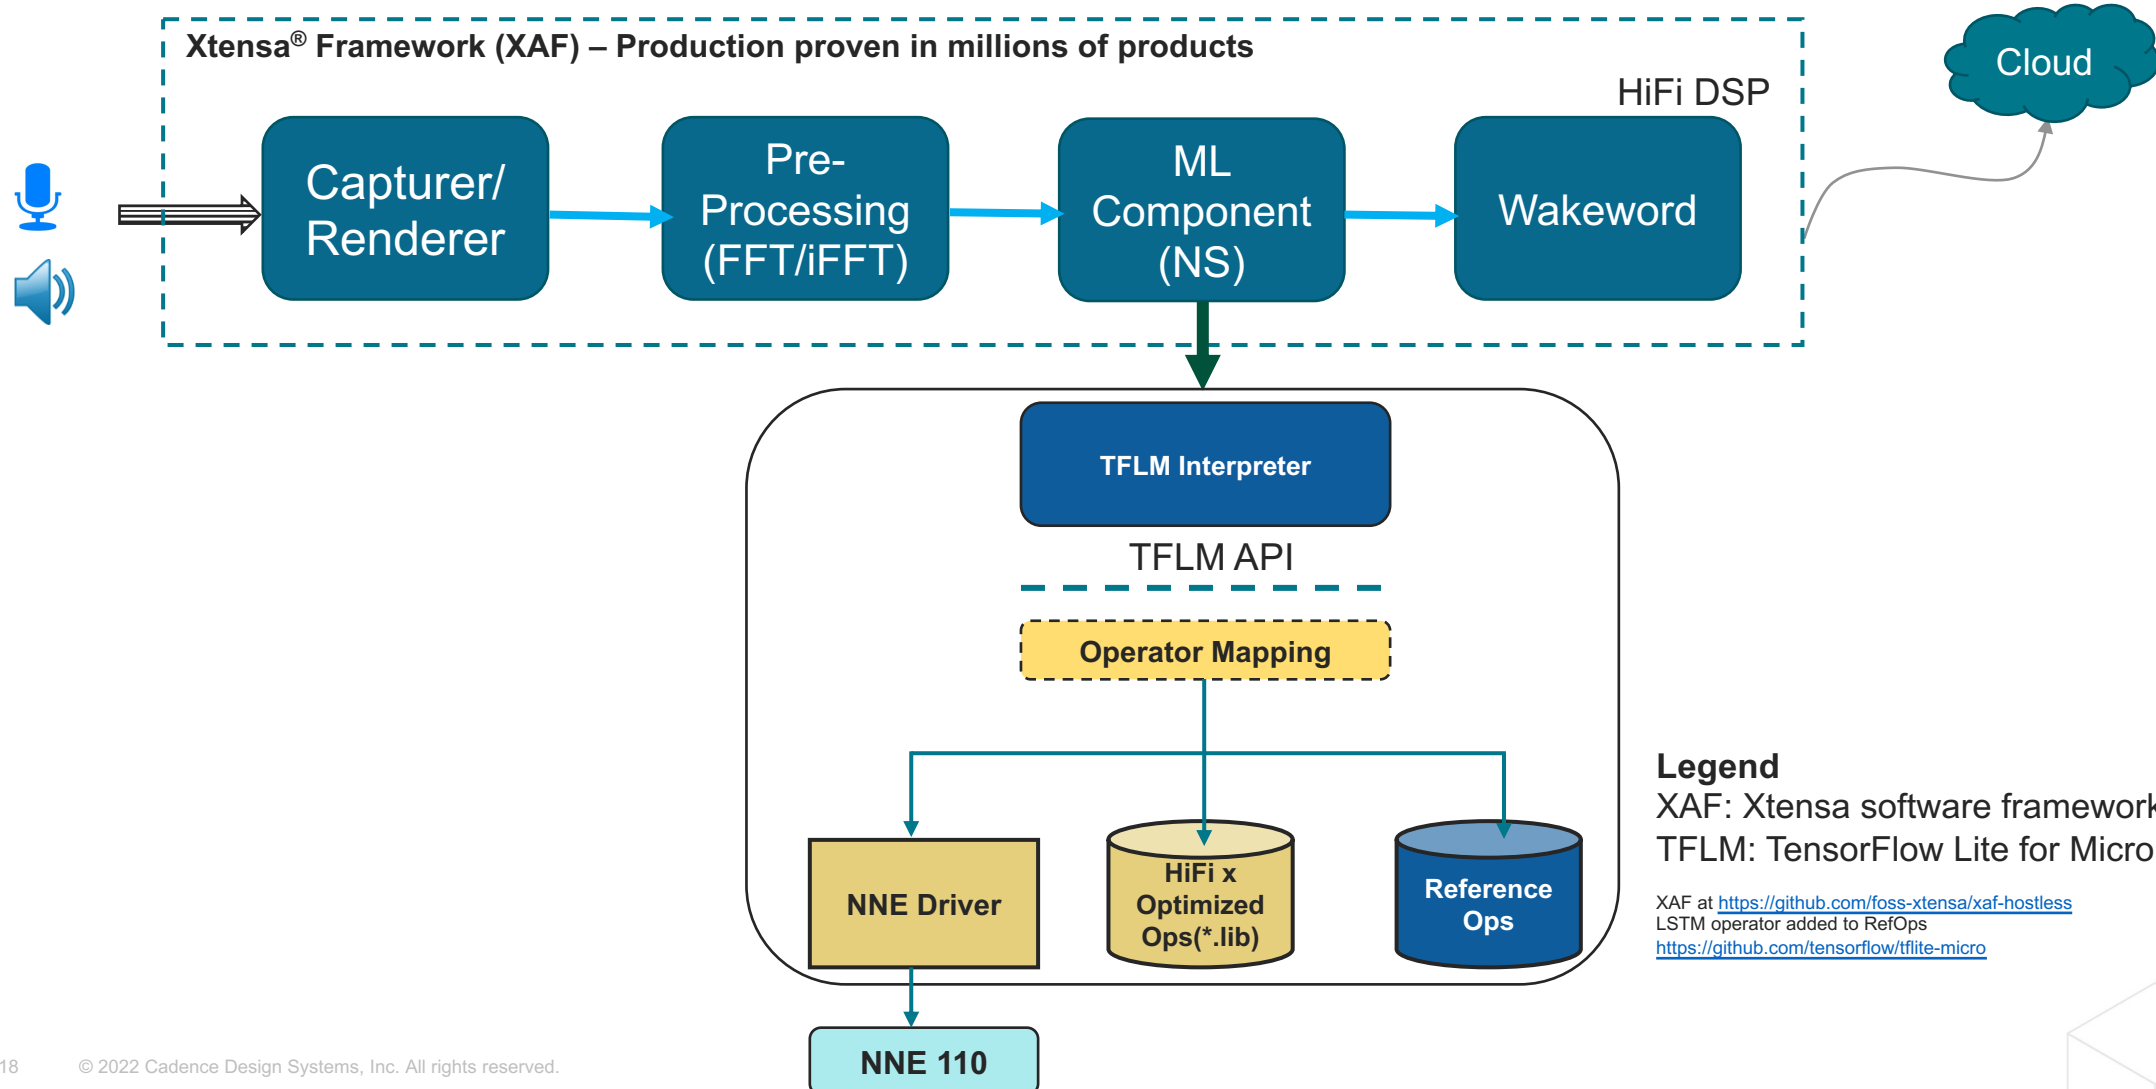 Xtensa® Framework (XAF) – Production proven in millions of products
Cloud
HiFi DSP
Capturer/
Renderer
Pre-
Processing
(FFT/iFFT)
ML
Component
(NS)
Wakeword
TFLM Interpreter
TFLM API
Operator Mapping
NNE Driver
HiFi x
Optimized
Ops(*.lib)
Reference
Ops
NNE 110
Legend
XAF: Xtensa software framework
TFLM: TensorFlow Lite for Micro
XAF at https://github.com/foss-xtensa/xaf-hostless
LSTM operator added to RefOps
https://github.com/tensorflow/tflite-micro
18 © 2022 Cadence Design Systems, Inc. All rights reserved.